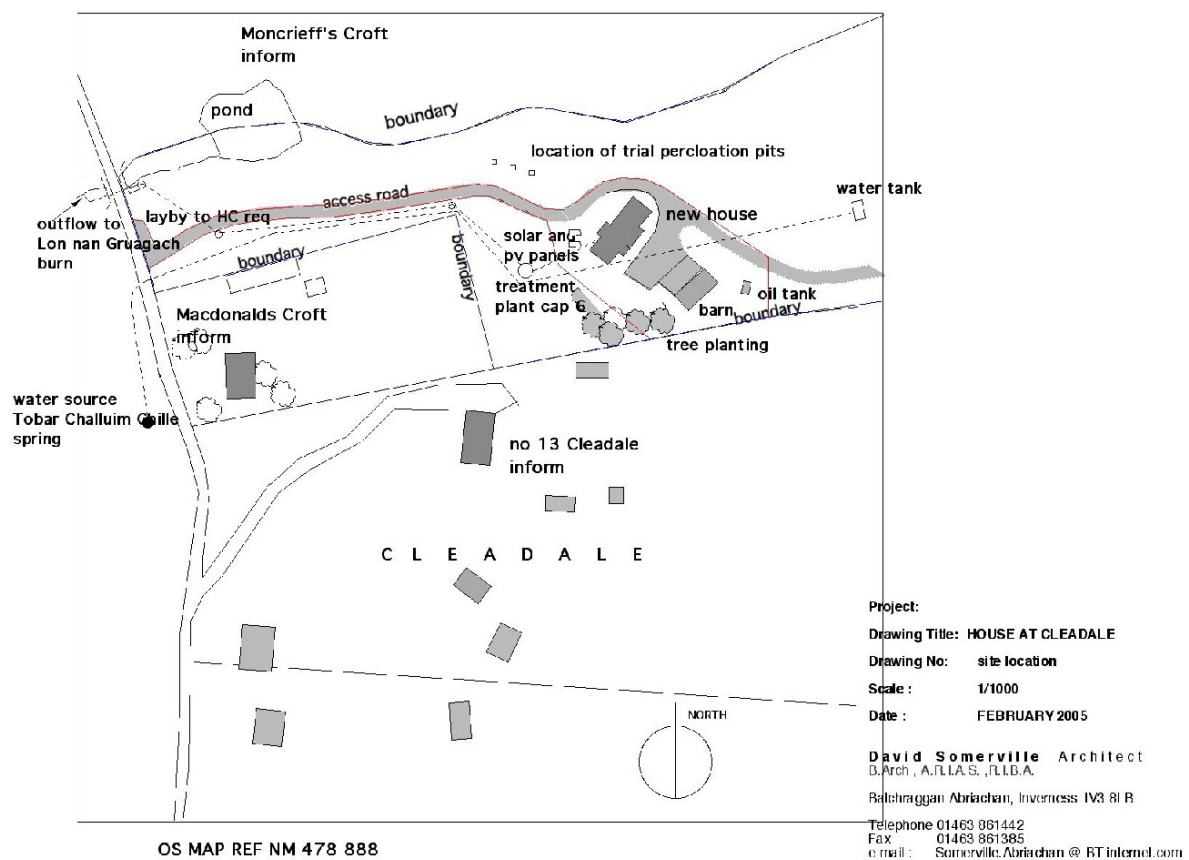 Moncrieff's Croft
inform
pond
boundary
location of trial percloation pits
water tank
access road
layby to HC req
new house
outflow to
Lon nan Gruagach
burn
boundary
boundary
solar and
pv panels
treatment
plant cap 6
oil tank
barn
boundary
tree planting
Macdonalds Croft
inform
water source
Tobar Challuim Chille
spring
no 13 Cleadale
inform
C L E A D A L E
NORTH
Project:
Drawing Title: HOUSE AT CLEADALE
Drawing No: site location
Scale : 1/1000
Date : FEBRUARY 2005
David Somerville Architect
B.Arch , A.R.I.A.S. ,R.I.B.A.
Balchraggan Abriachan, Inverness IV3 8LB
Telephone 01463 861442
Fax 01463 861385
e mail : Somerville.Abriachan @ BT internet.com
OS MAP REF NM 478 888